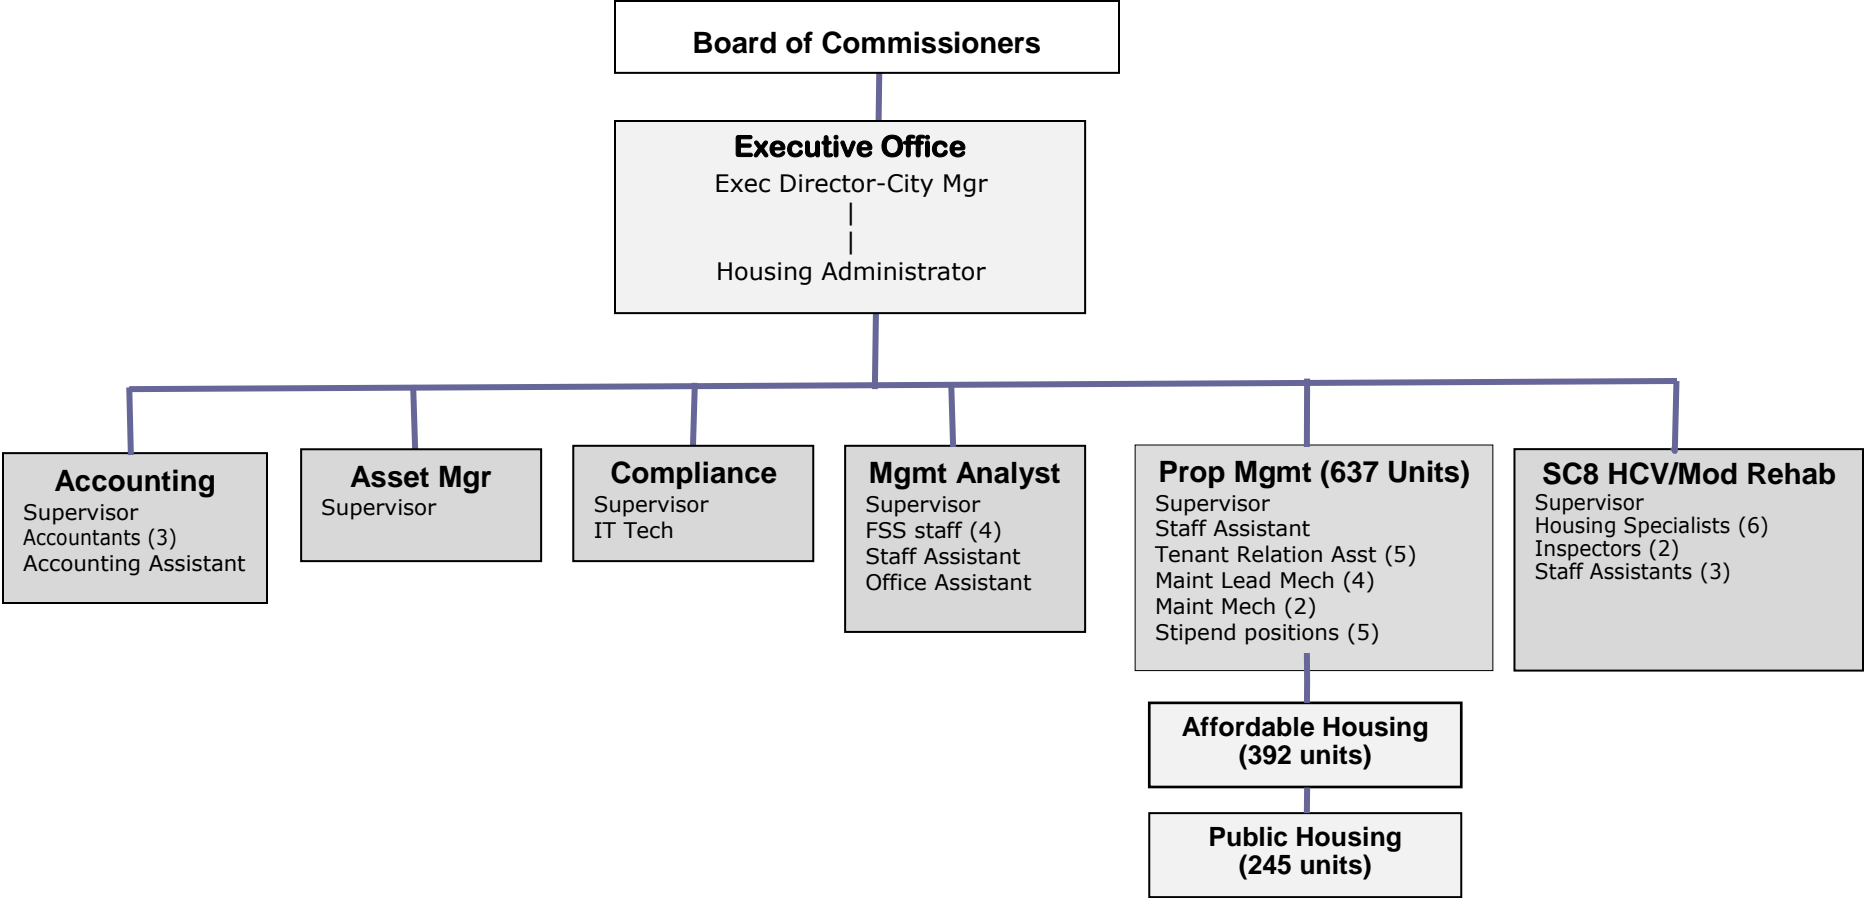 Board of Commissioners
Executive Office
Exec Director-City Mgr
|
|
Housing Administrator
Accounting
Supervisor
Accountants (3)
Accounting Assistant
Asset Mgr
Supervisor
Compliance
Supervisor
IT Tech
Mgmt Analyst
Supervisor
FSS staff (4)
Staff Assistant
Office Assistant
Prop Mgmt (637 Units)
Supervisor
Staff Assistant
Tenant Relation Asst (5)
Maint Lead Mech (4)
Maint Mech (2)
Stipend positions (5)
SC8 HCV/Mod Rehab
Supervisor
Housing Specialists (6)
Inspectors (2)
Staff Assistants (3)
Affordable Housing
(392 units)
Public Housing
(245 units)